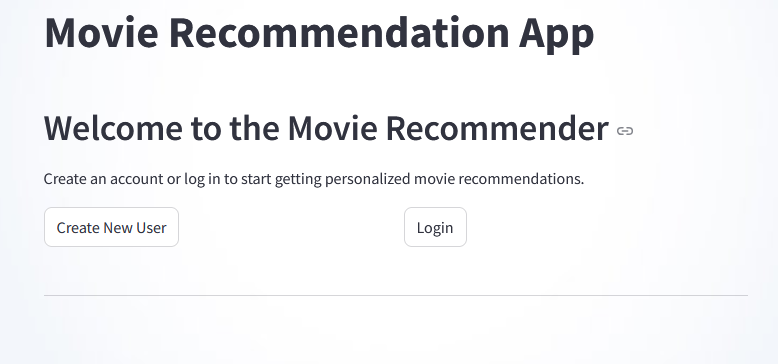 Movie Recommendation App
Welcome to the Movie Recommender
Create an account or log in to start getting personalized movie recommendations.
Create New User
Login